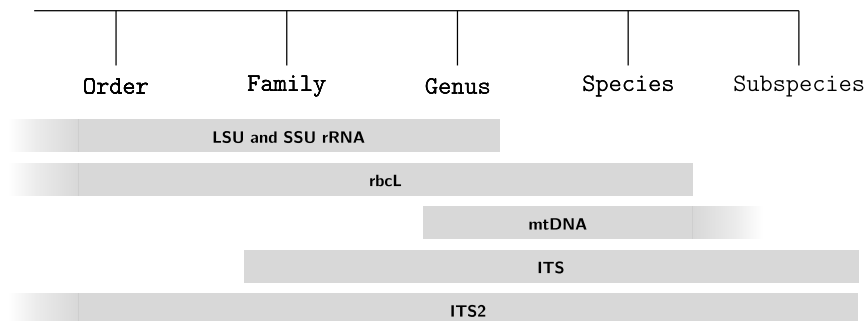 Order Family Genus Species Subspecies
LSU and SSU rRNA
rbcL
mtDNA
ITS
ITS2